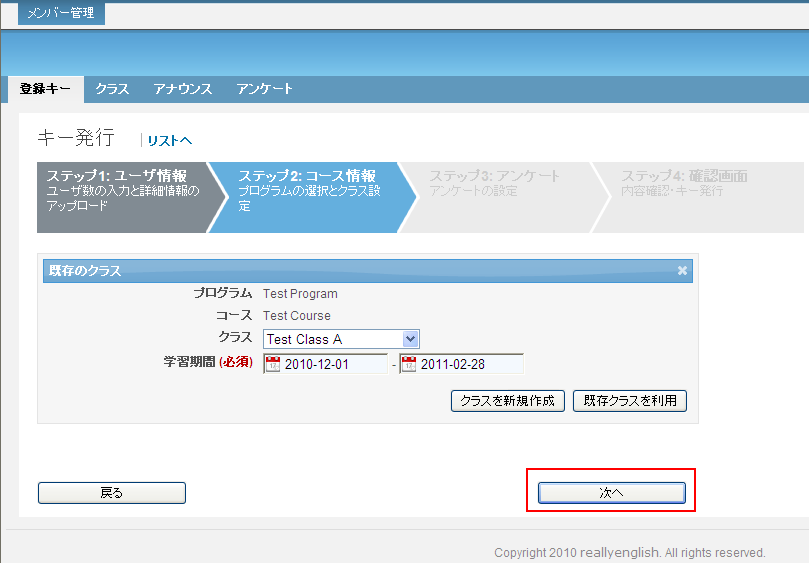 メンバー管理
登録キー クラス アナウンス アンケート
キー発行 リストへ
ステップ1: ユーザ情報
ユーザ数の入力と詳細情報の
アップロード
ステップ2: コース情報
プログラムの選択とクラス設
定
ステップ3: アンケート
アンケートの設定
ステップ4: 確認画面
内容確認・キー発行
既存のクラス
プログラム Test Program
コース Test Course
クラス Test Class A
学習期間 (必須) 2010-12-01 - 2011-02-28
クラスを新規作成 既存クラスを利用
戻る 次へ
Copyright 2010 reallyenglish. All rights reserved.